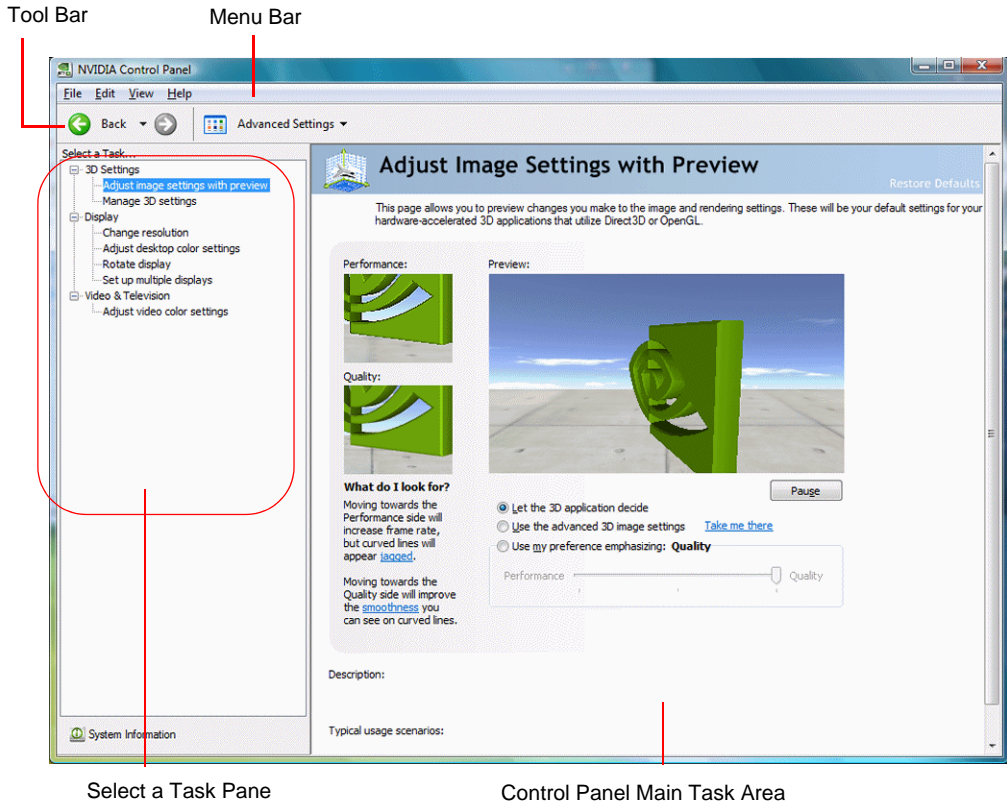 Tool Bar
Menu Bar
NVIDIA Control Panel
File Edit View Help
Back
Advanced Settings
Select a Task...
3D Settings
Adjust image settings with preview
Manage 3D settings
Display
Change resolution
Adjust desktop color settings
Rotate display
Set up multiple displays
Video & Television
Adjust video color settings
System Information
Adjust Image Settings with Preview
Restore Defaults
This page allows you to preview changes you make to the image and rendering settings. These will be your default settings for your
hardware-accelerated 3D applications that utilize Direct3D or OpenGL.
Performance:
Quality:
What do I look for?
Moving towards the
Performance side will
increase frame rate,
but curved lines will
appear jagged.
Moving towards the
Quality side will improve
the smoothness you
can see on curved lines.
Preview:
Pause
Let the 3D application decide
Use the advanced 3D image settings Take me there
Use my preference emphasizing: Quality
Performance Quality
Description:
Typical usage scenarios:
Select a Task Pane
Control Panel Main Task Area